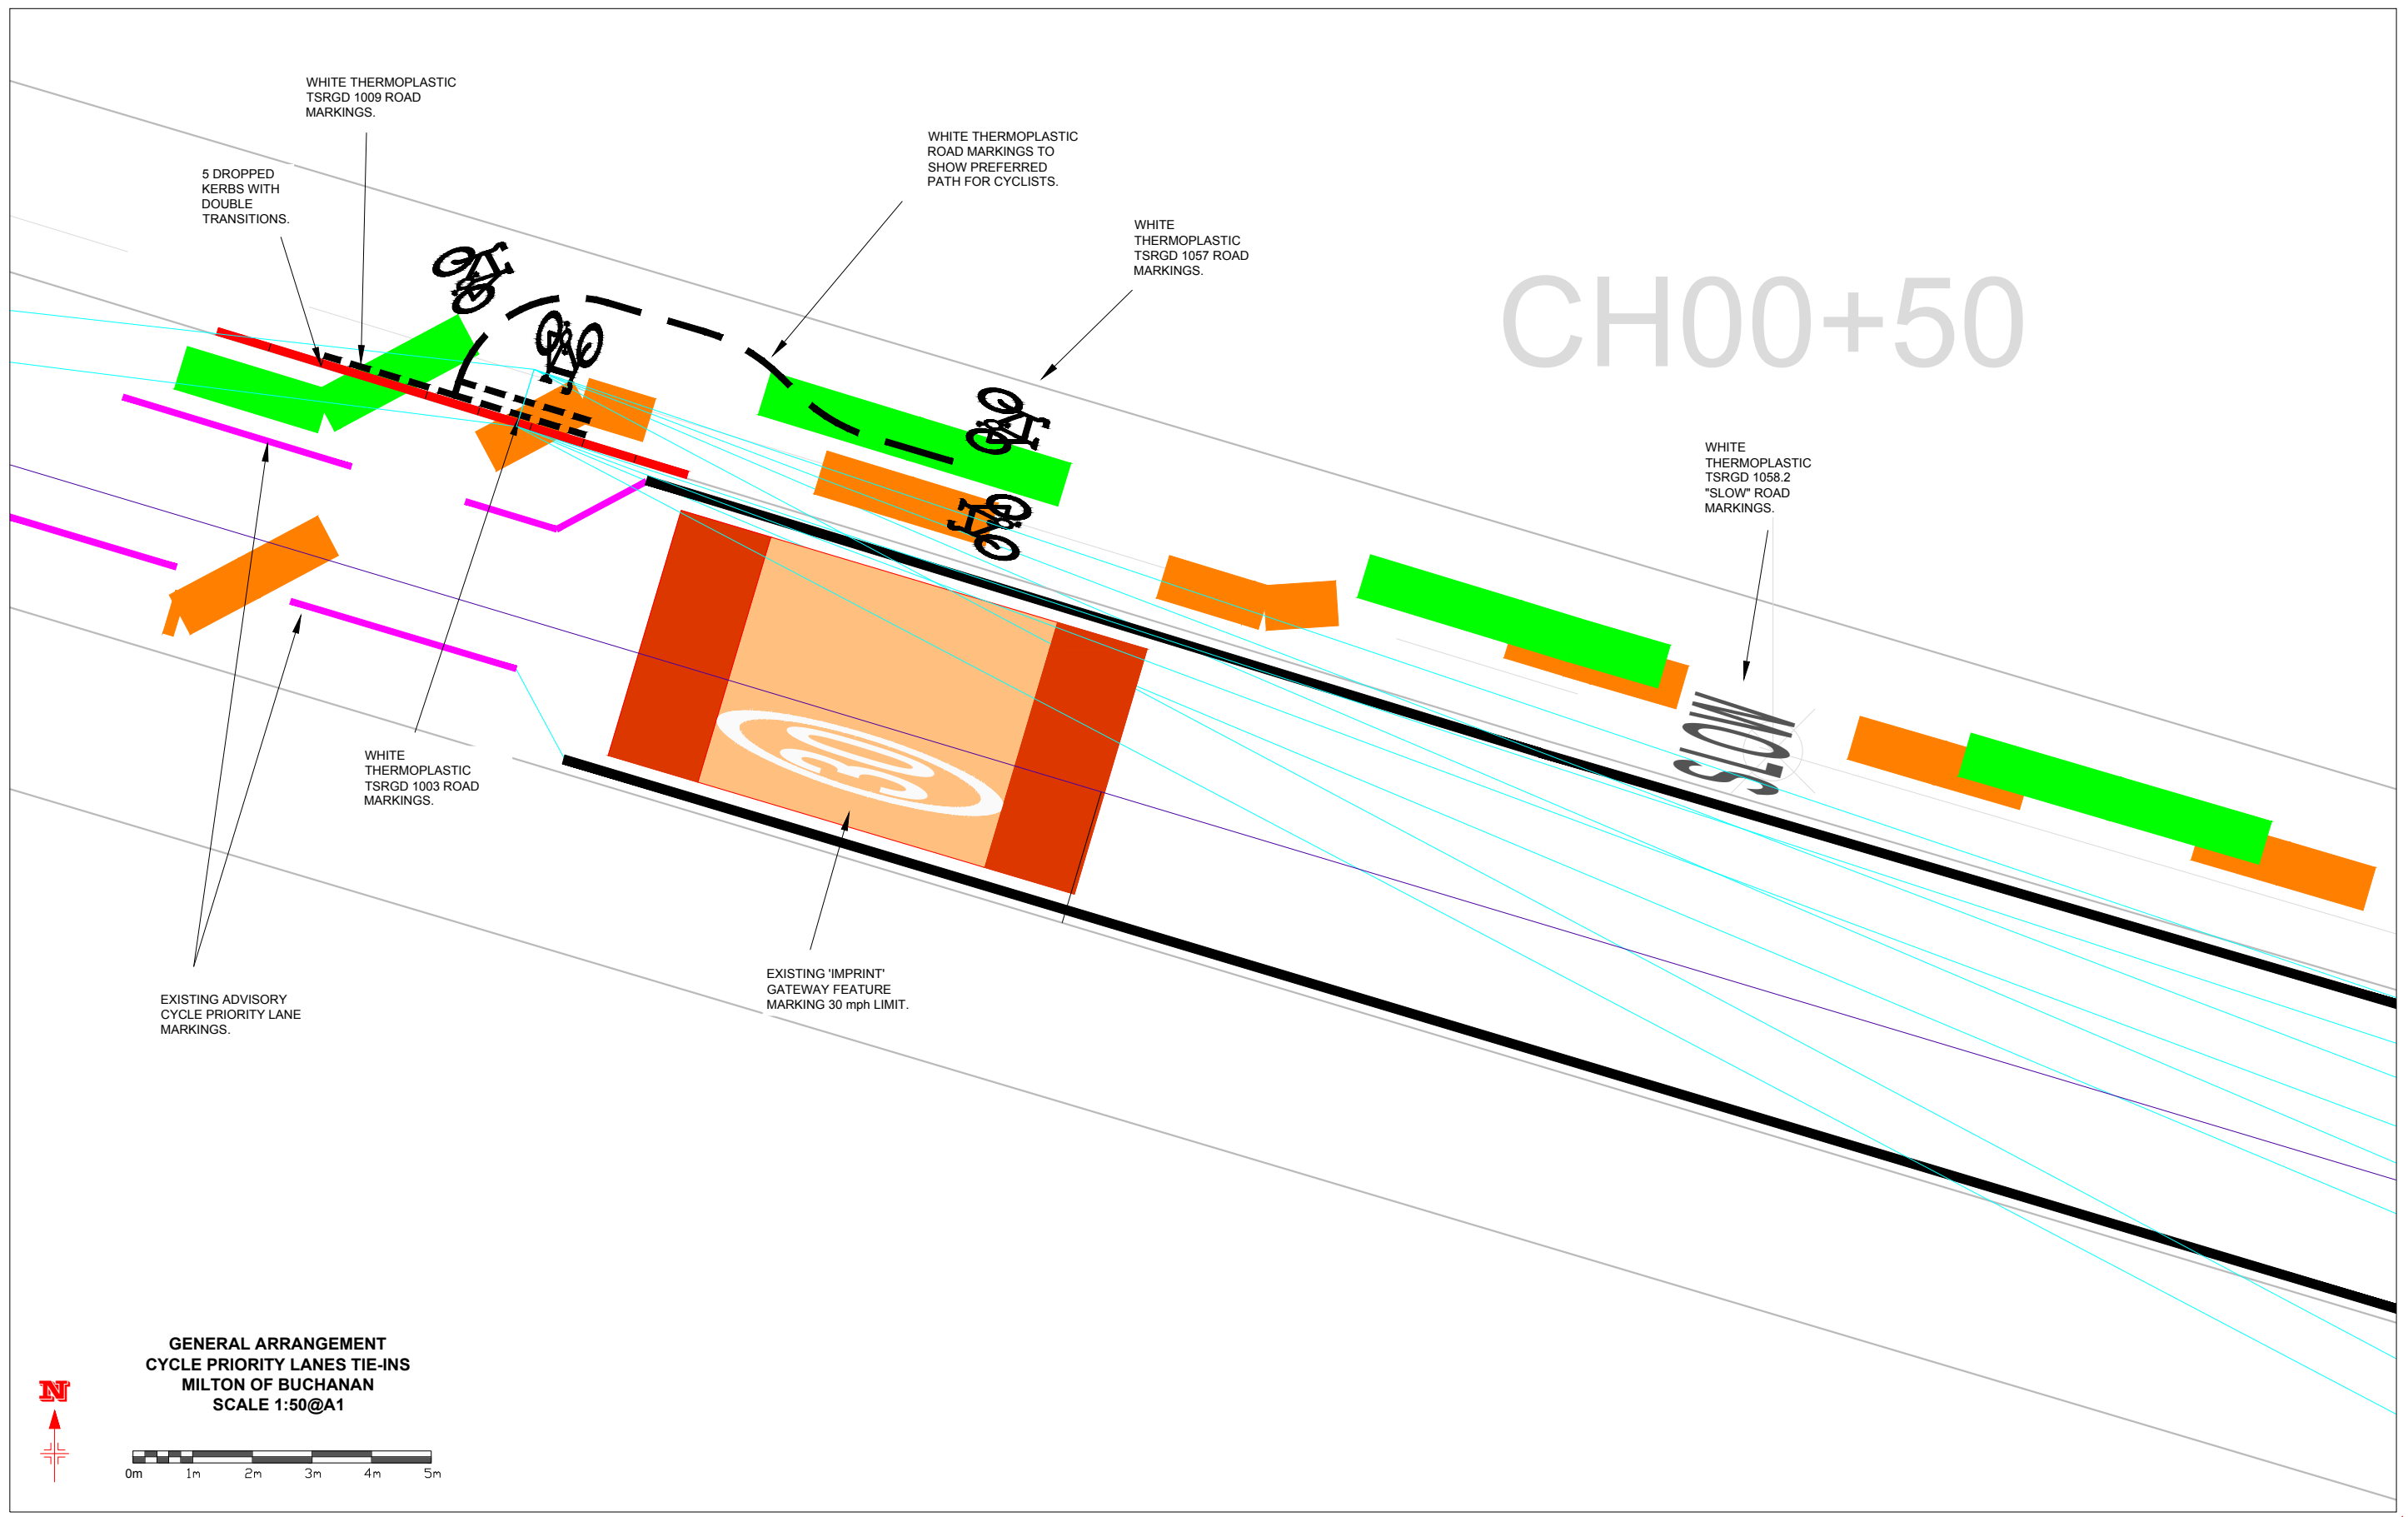 WHITE THERMOPLASTIC
TSRGD 1009 ROAD
MARKINGS.
5 DROPPED
KERBS WITH
DOUBLE
TRANSITIONS.
WHITE THERMOPLASTIC
ROAD MARKINGS TO
SHOW PREFERRED
PATH FOR CYCLISTS.
WHITE
THERMOPLASTIC
TSRGD 1057 ROAD
MARKINGS.
CH00+50
WHITE
THERMOPLASTIC
TSRGD 1058.2
"SLOW" ROAD
MARKINGS.
SLOW
30
WHITE
THERMOPLASTIC
TSRGD 1003 ROAD
MARKINGS.
EXISTING ADVISORY
CYCLE PRIORITY LANE
MARKINGS.
EXISTING 'IMPRINT'
GATEWAY FEATURE
MARKING 30 mph LIMIT.
GENERAL ARRANGEMENT
CYCLE PRIORITY LANES TIE-INS
MILTON OF BUCHANAN
SCALE 1:50@A1
N
0m 1m 2m 3m 4m 5m